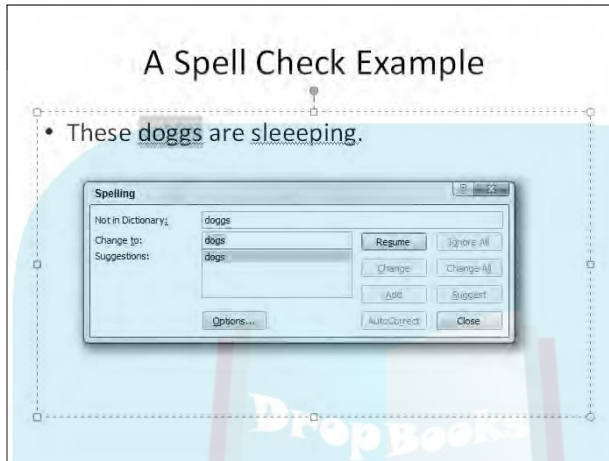 A Spell Check Example
• These doggs are sleeeping.
Spelling
Not in Dictionary: doggs
Change to: dogs Resume Ignore All
Suggestions: dogs Change Change All
Add Suggest
Options... AutoCorrect Close
DropBooks